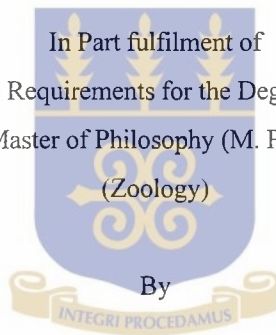 In Part fulfilment of
Requirements for the Deg
Master of Philosophy (M. P
(Zoology)
By
INTEGRI PROCEDAMUS